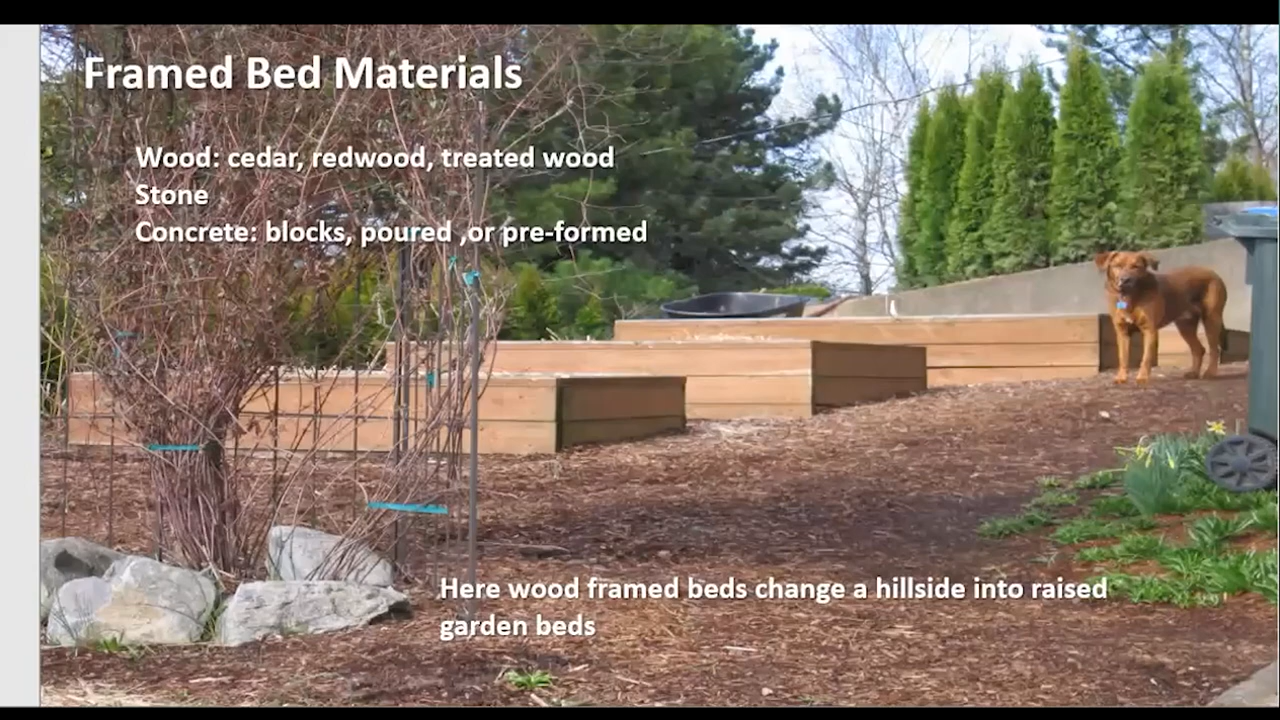 Framed Bed Materials
Wood: cedar, redwood, treated wood
Stone
Concrete: blocks, poured ,or pre-formed
Here wood framed beds change a hillside into raised
garden beds